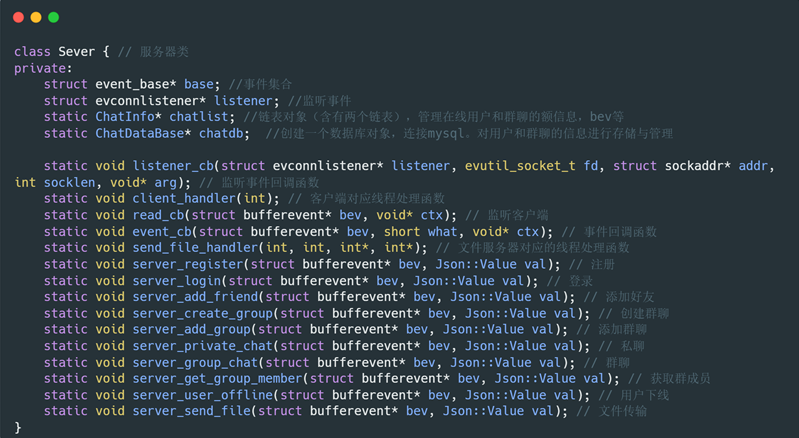 class Sever { // 服务器类
private:
    struct event_base* base; //事件集合
    struct evconnlistener* listener; //监听事件
    static ChatInfo* chatlist; //链表对象（含有两个链表），管理在线用户和群聊的额信息，bev等
    static ChatDataBase* chatdb;  //创建一个数据库对象，连接mysql。对用户和群聊的信息进行存储与管理

    static void listener_cb(struct evconnlistener* listener, evutil_socket_t fd, struct sockaddr* addr,
int socklen, void* arg); // 监听事件回调函数
    static void client_handler(int); // 客户端对应线程处理函数
    static void read_cb(struct bufferevent* bev, void* ctx); // 监听客户端
    static void event_cb(struct bufferevent* bev, short what, void* ctx); // 事件回调函数
    static void send_file_handler(int, int, int*, int*); // 文件服务器对应的线程处理函数
    static void server_register(struct bufferevent* bev, Json::Value val); // 注册
    static void server_login(struct bufferevent* bev, Json::Value val); // 登录
    static void server_add_friend(struct bufferevent* bev, Json::Value val); // 添加好友
    static void server_create_group(struct bufferevent* bev, Json::Value val); // 创建群聊
    static void server_add_group(struct bufferevent* bev, Json::Value val); // 添加群聊
    static void server_private_chat(struct bufferevent* bev, Json::Value val); // 私聊
    static void server_group_chat(struct bufferevent* bev, Json::Value val); // 群聊
    static void server_get_group_member(struct bufferevent* bev, Json::Value val); // 获取群成员
    static void server_user_offline(struct bufferevent* bev, Json::Value val); // 用户下线
    static void server_send_file(struct bufferevent* bev, Json::Value val); // 文件传输
}